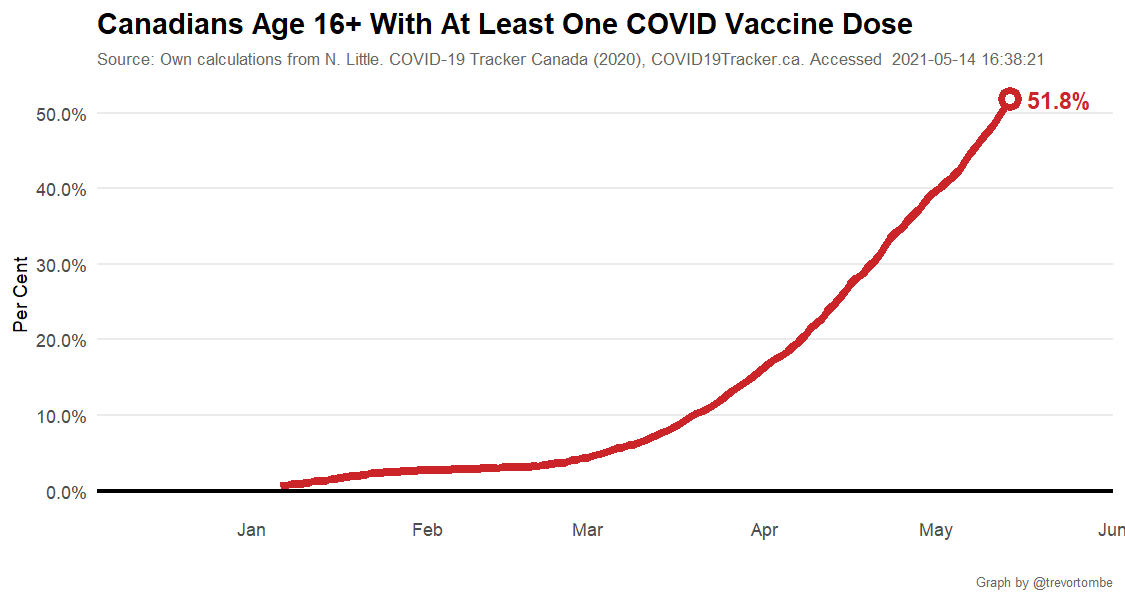 Canadians Age 16+ With At Least One COVID Vaccine Dose
Source: Own calculations from N. Little. COVID-19 Tracker Canada (2020), COVID19Tracker.ca. Accessed  2021-05-14 16:38:21
51.8%
50.0%
40.0%
30.0%
20.0%
10.0%
0.0%
Per Cent
Jan Feb Mar Apr May Jun
Graph by @trevortombe